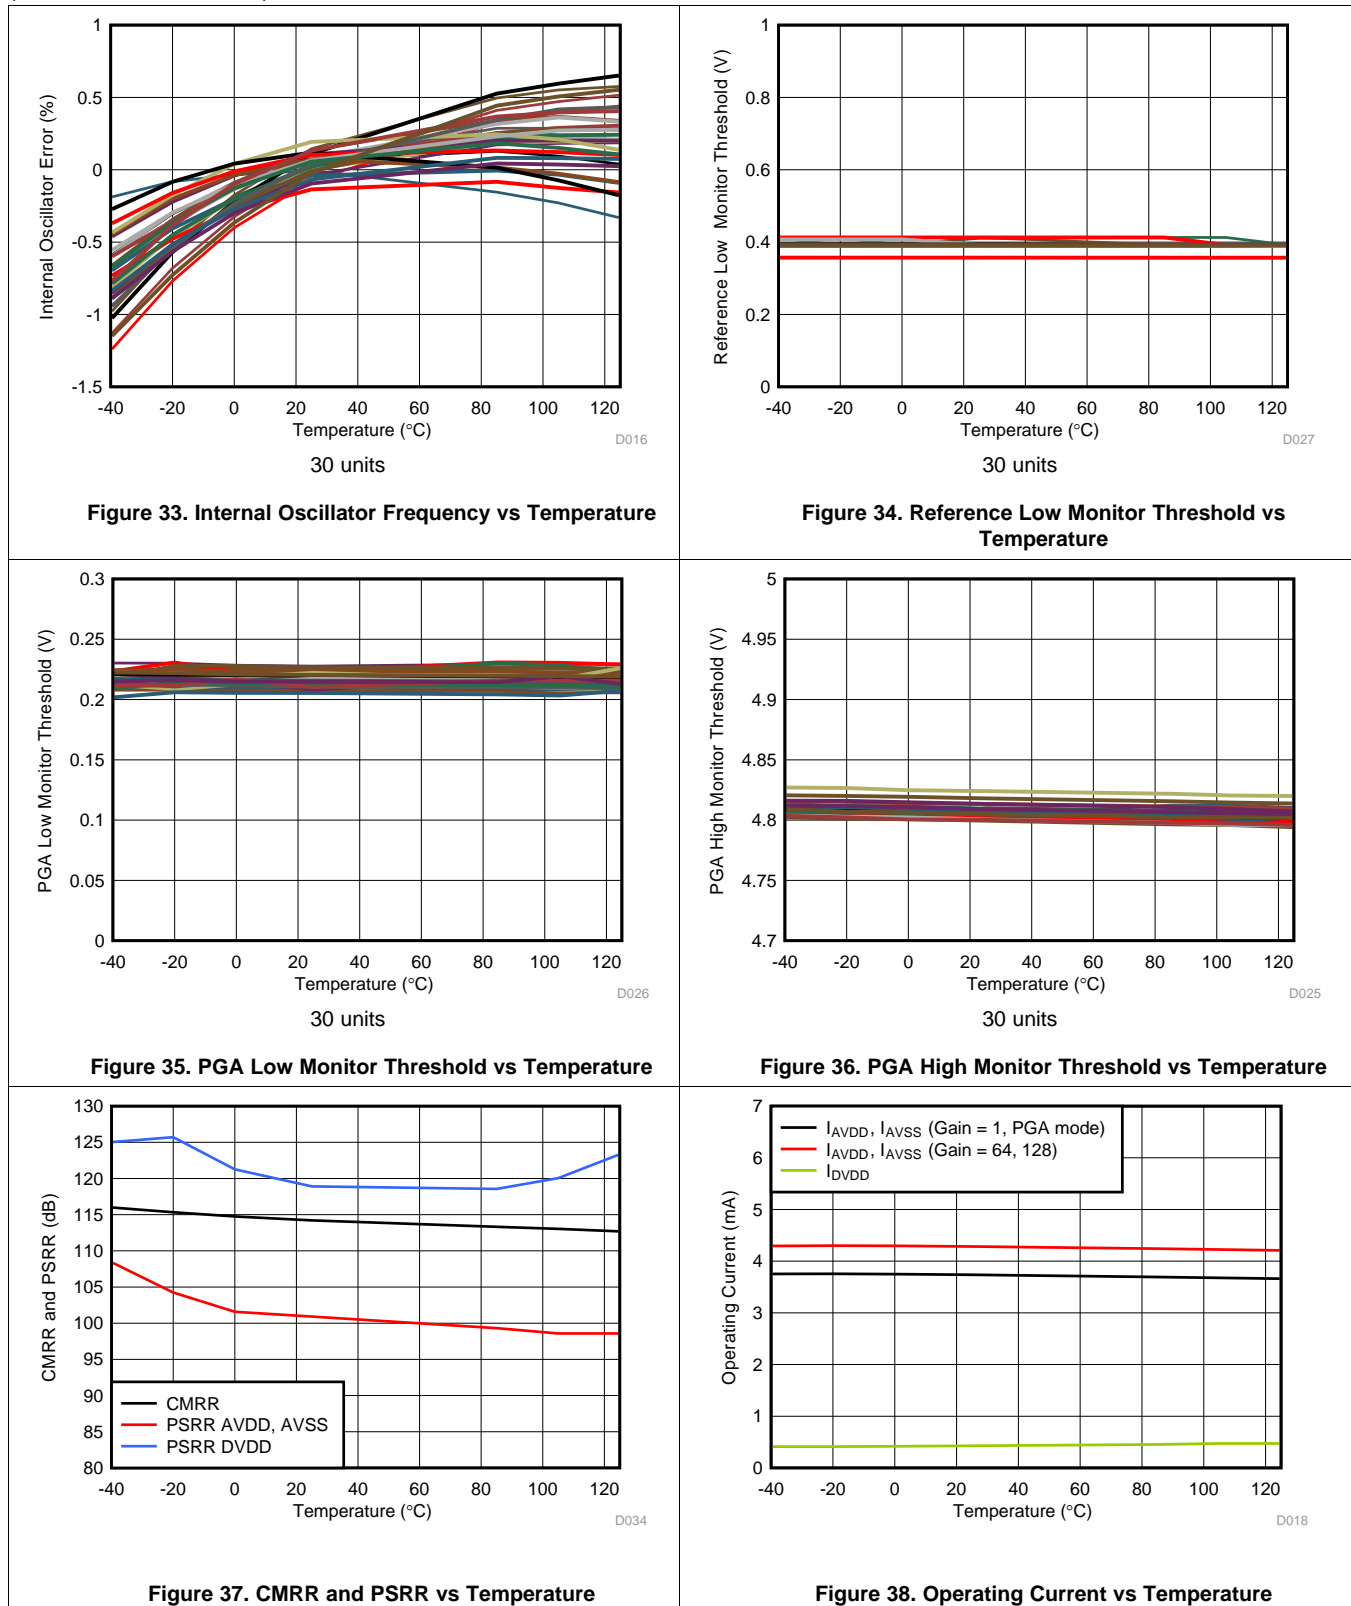 1
0.5
0
-0.5
-1
-1.5
Internal Oscillator Error (%)
-40 -20 0 20 40 60 80 100 120
Temperature (°C)
D016
30 units
Figure 33. Internal Oscillator Frequency vs Temperature
1
0.8
0.6
0.4
0.2
0
Reference Low Monitor Threshold (V)
-40 -20 0 20 40 60 80 100 120
Temperature (°C)
D027
30 units
Figure 34. Reference Low Monitor Threshold vs
Temperature
0.3
0.25
0.2
0.15
0.1
0.05
0
PGA Low Monitor Threshold (V)
-40 -20 0 20 40 60 80 100 120
Temperature (°C)
D026
30 units
Figure 35. PGA Low Monitor Threshold vs Temperature
5
4.95
4.9
4.85
4.8
4.75
4.7
PGA High Monitor Threshold (V)
-40 -20 0 20 40 60 80 100 120
Temperature (°C)
D025
30 units
Figure 36. PGA High Monitor Threshold vs Temperature
130
125
120
115
110
105
100
95
90
85
80
CMRR and PSRR (dB)
CMRR
PSRR AVDD, AVSS
PSRR DVDD
-40 -20 0 20 40 60 80 100 120
Temperature (°C)
D034
Figure 37. CMRR and PSRR vs Temperature
7
6
5
4
3
2
1
0
Operating Current (mA)
IAVDD, IAVSS (Gain = 1, PGA mode)
IAVDD, IAVSS (Gain = 64, 128)
IDVDD
-40 -20 0 20 40 60 80 100 120
Temperature (°C)
D018
Figure 38. Operating Current vs Temperature